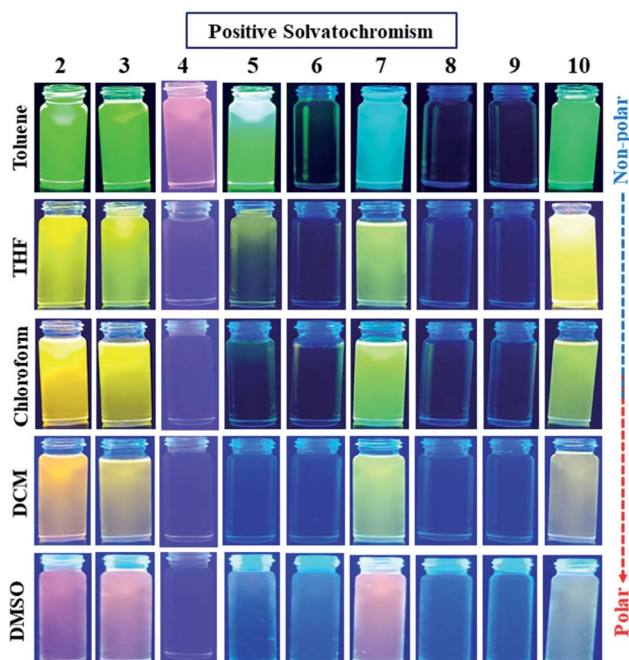 Positive Solvatochromism
2 3 4 5 6 7 8 9 10
Toluene
Non-polar
THF
Chloroform
DCM
DMSO
Polar